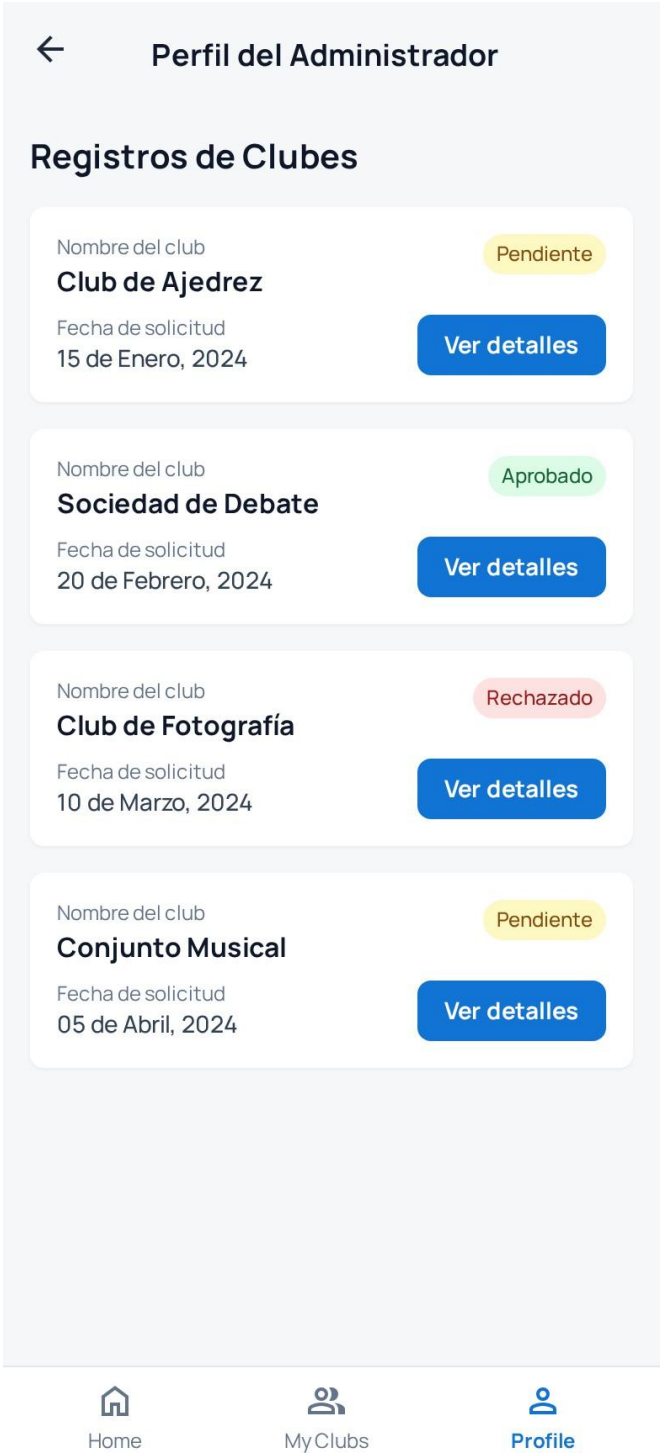 Perfil del Administrador
Registros de Clubes
Nombre del club
Pendiente
Club de Ajedrez
Fecha de solicitud
Ver detalles
15 de Enero, 2024
Nombre del club
Aprobado
Sociedad de Debate
Fecha de solicitud
Ver detalles
20 de Febrero, 2024
Nombre del club
Rechazado
Club de Fotografía
Fecha de solicitud
Ver detalles
10 de Marzo, 2024
Nombre del club
Pendiente
Conjunto Musical
Fecha de solicitud
Ver detalles
05 de Abril, 2024
Home
My Clubs
Profile